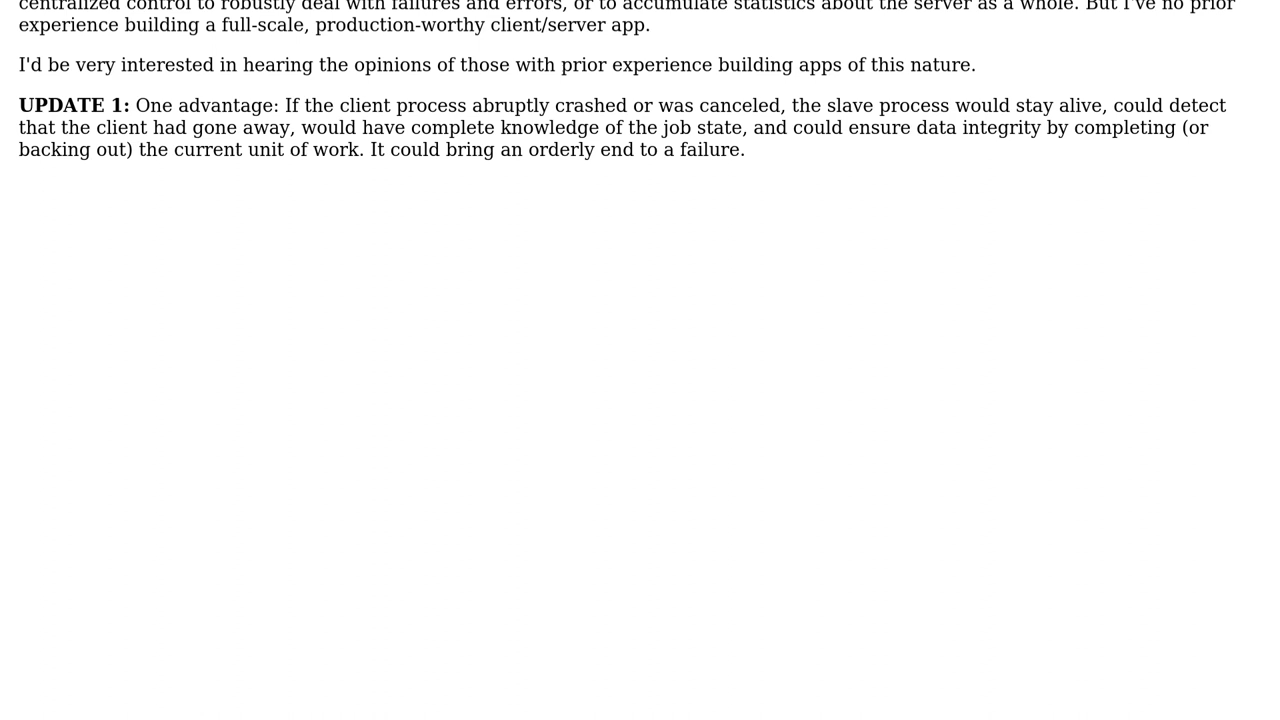 centralized control to robustly deal with failures and errors, or to accumulate statistics about the server as a whole. But I've no prior
experience building a full-scale, production-worthy client/server app.
I'd be very interested in hearing the opinions of those with prior experience building apps of this nature.
UPDATE 1: One advantage: If the client process abruptly crashed or was canceled, the slave process would stay alive, could detect
that the client had gone away, would have complete knowledge of the job state, and could ensure data integrity by completing (or
backing out) the current unit of work. It could bring an orderly end to a failure.